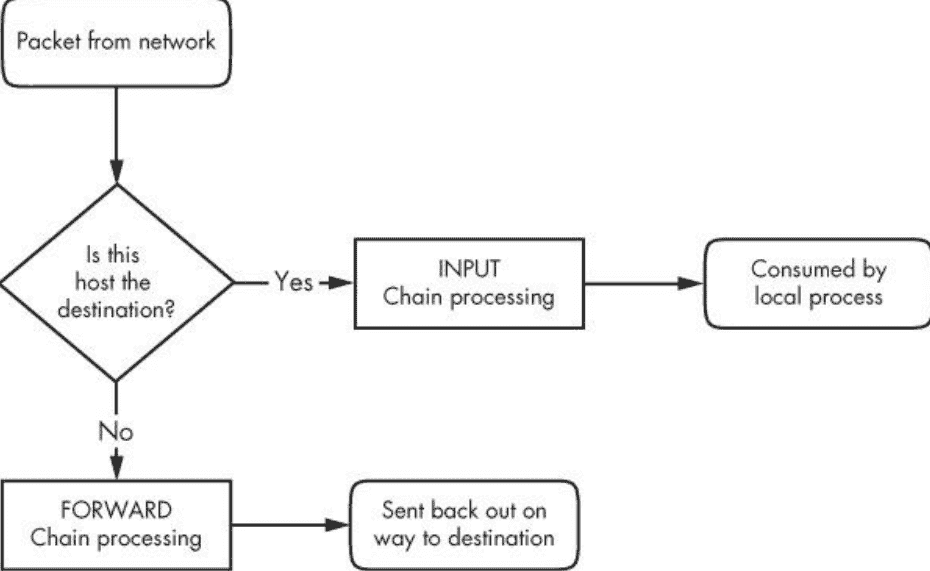 Packet from network
Is this
host the
destination?
Yes
INPUT
Chain processing
Consumed by
local process
No
FORWARD
Chain processing
Sent back out on
way to destination